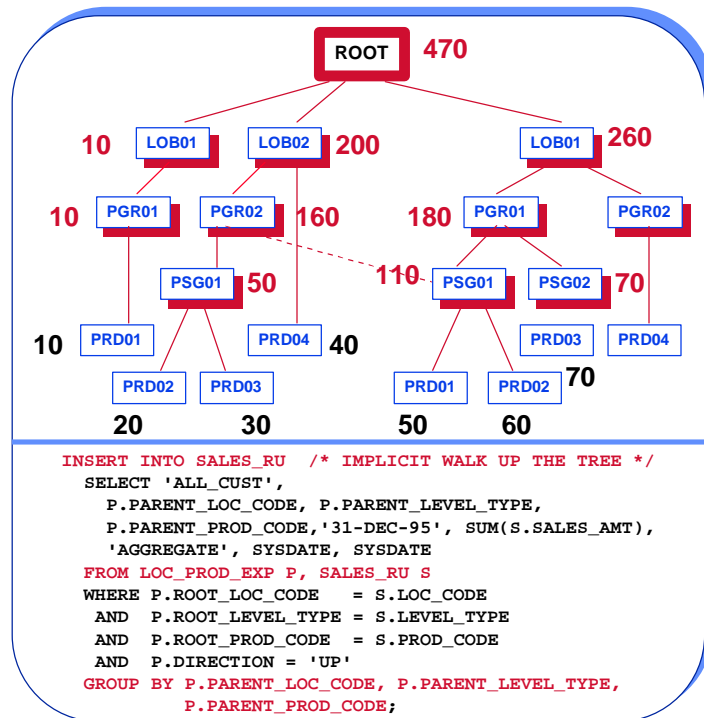 ROOT 470
10 LOB01 LOB02 200 LOB01 260
10 PGR01 PGR02 160 180 PGR01 PGR02
PSG01 50 110 PSG01 PSG02 70
10 PRD01 PRD04 40 PRD03 PRD04
70
PRD02 PRD03 PRD01 PRD02
20 30 50 60
INSERT INTO SALES_RU /* IMPLICIT WALK UP THE TREE */
SELECT 'ALL_CUST',
P.PARENT_LOC_CODE, P.PARENT_LEVEL_TYPE,
P.PARENT_PROD_CODE,'31-DEC-95', SUM(S.SALES_AMT),
'AGGREGATE', SYSDATE, SYSDATE
FROM LOC_PROD_EXP P, SALES_RU S
WHERE P.ROOT_LOC_CODE = S.LOC_CODE
AND P.ROOT_LEVEL_TYPE = S.LEVEL_TYPE
AND P.ROOT_PROD_CODE = S.PROD_CODE
AND P.DIRECTION = 'UP'
GROUP BY P.PARENT_LOC_CODE, P.PARENT_LEVEL_TYPE,
P.PARENT_PROD_CODE;